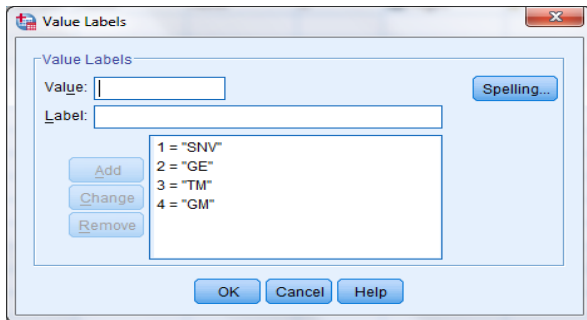 Value Labels
Value Labels
Value:
Spelling...
Label:
1 = "SNV"
2 = "GE"
3 = "TM"
4 = "GM"
Add
Change
Remove
OK Cancel Help